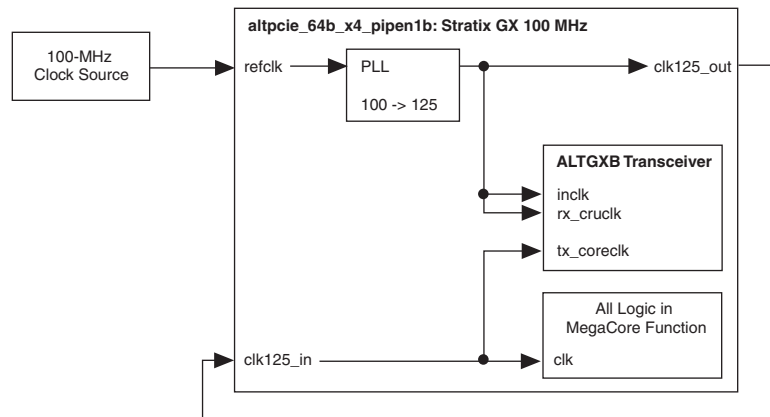 altpcie_64b_x4_pipen1b: Stratix GX 100 MHz
100-MHz
Clock Source
refclk
PLL
100 -> 125
clk125_out
ALTGXB Transceiver
inclk
rx_cruclk
tx_coreclk
All Logic in
MegaCore Function
clk125_in
clk